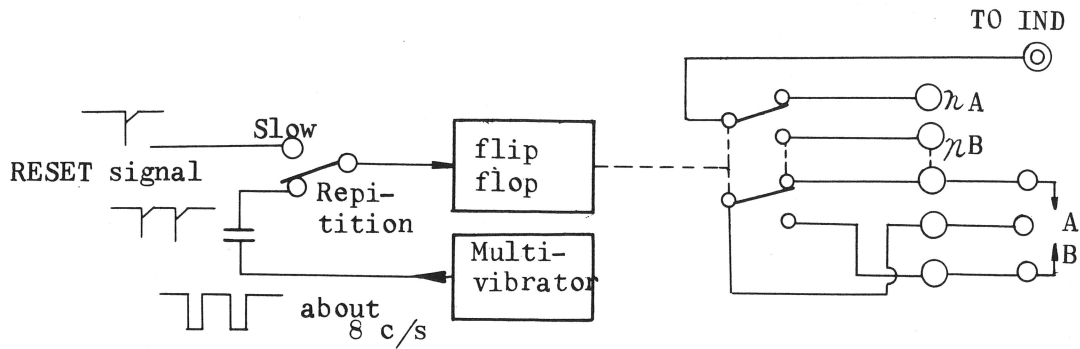 TO IND
nA
Slow
nB
flip
flop
RESET signal
Repi-
tition
A
B
Multi-
vibrator
about
8 c/s